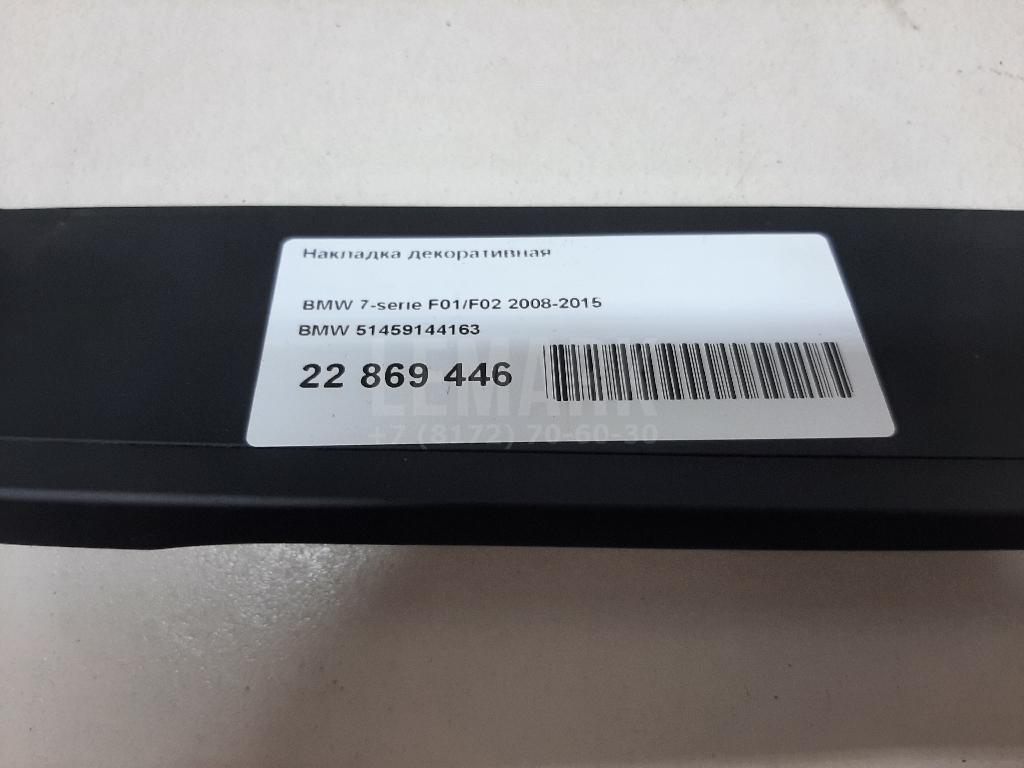 Накладка декоративная
BMW 7-serie F01/F02 2008-2015
BMW 51459144163
22 869 446
LEMARK
+7 (8172) 70-60-30